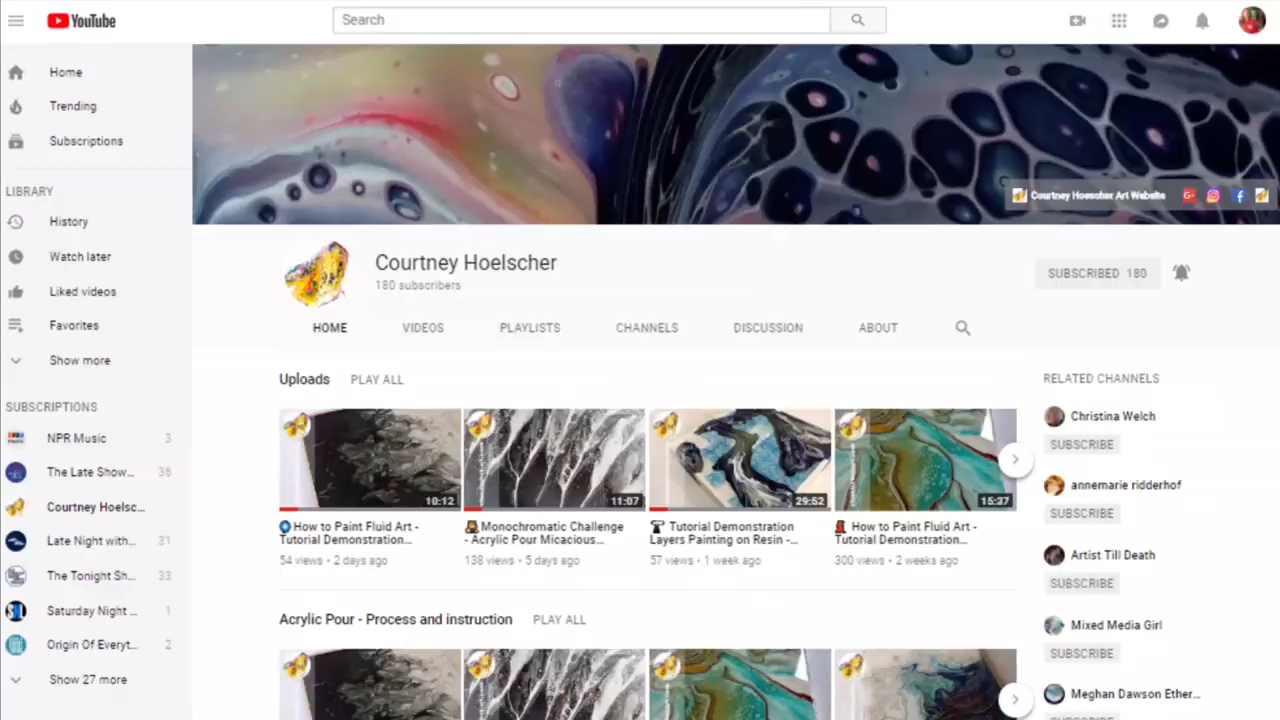 YouTube
Search
Home
Trending
Subscriptions
LIBRARY
History
Watch later
Liked videos
Favorites
Show more
SUBSCRIPTIONS
NPR Music 3
The Late Show... 36
Courtney Hoelsc...
Late Night with... 31
The Tonight Sh... 33
Saturday Night ... 1
Origin Of Everyt... 2
Show 27 more
Courtney Hoescher Art Website
Courtney Hoelscher
180 subscribers
SUBSCRIBED 180
HOME VIDEOS PLAYLISTS CHANNELS DISCUSSION ABOUT
Uploads PLAY ALL
10:12
11:07
29:52
15:37
How to Paint Fluid Art -
Tutorial Demonstration...
54 views • 2 days ago
Monochromatic Challenge
- Acrylic Pour Micacious...
138 views • 5 days ago
Tutorial Demonstration
Layers Painting on Resin -...
57 views • 1 week ago
How to Paint Fluid Art -
Tutorial Demonstration...
300 views • 2 weeks ago
Acrylic Pour - Process and instruction PLAY ALL
RELATED CHANNELS
Christina Welch
SUBSCRIBE
annemarie ridderhof
SUBSCRIBE
Artist Till Death
SUBSCRIBE
Mixed Media Girl
SUBSCRIBE
Meghan Dawson Ether...